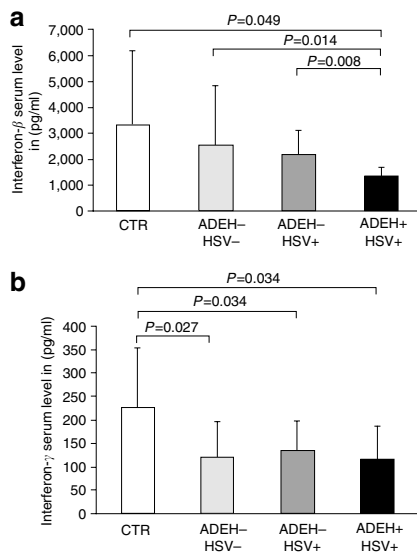 a
P=0.049
P=0.014
P=0.008
Interferon-β serum level
in (pg/ml)
7,000
6,000
5,000
4,000
3,000
2,000
1,000
0
CTR
ADEH–
HSV–
ADEH–
HSV+
ADEH+
HSV+
b
P=0.034
P=0.034
P=0.027
Interferon-γ serum level in (pg/ml)
400
350
300
250
200
150
100
50
0
CTR
ADEH–
HSV–
ADEH–
HSV+
ADEH+
HSV+